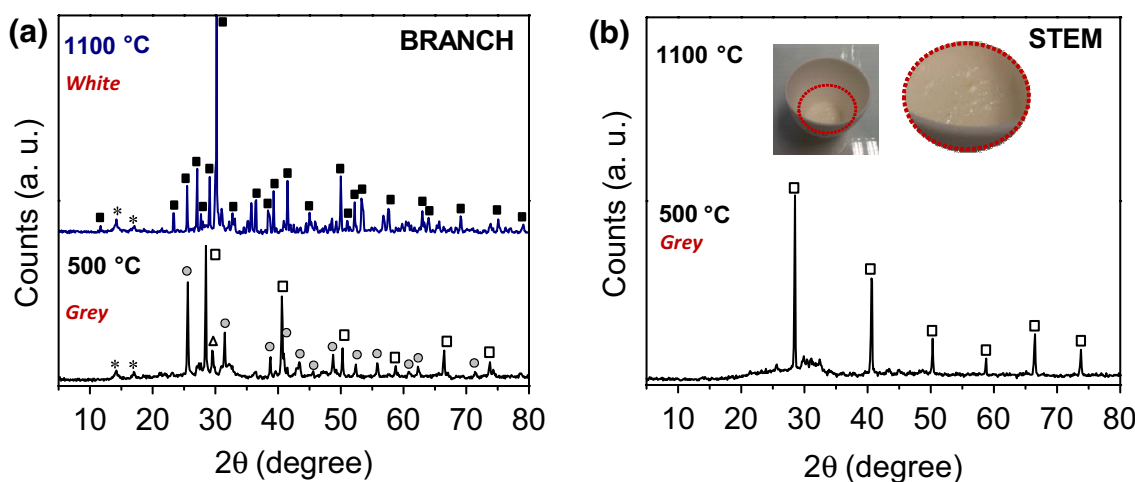 (a)
1100 °C
White
BRANCH
500 °C
Grey
* *
* *
Counts (a. u.)
10 20 30 40 50 60 70 80
2θ (degree)
(b)
1100 °C
STEM
500 °C
Grey
Counts (a. u.)
10 20 30 40 50 60 70 80
2θ (degree)